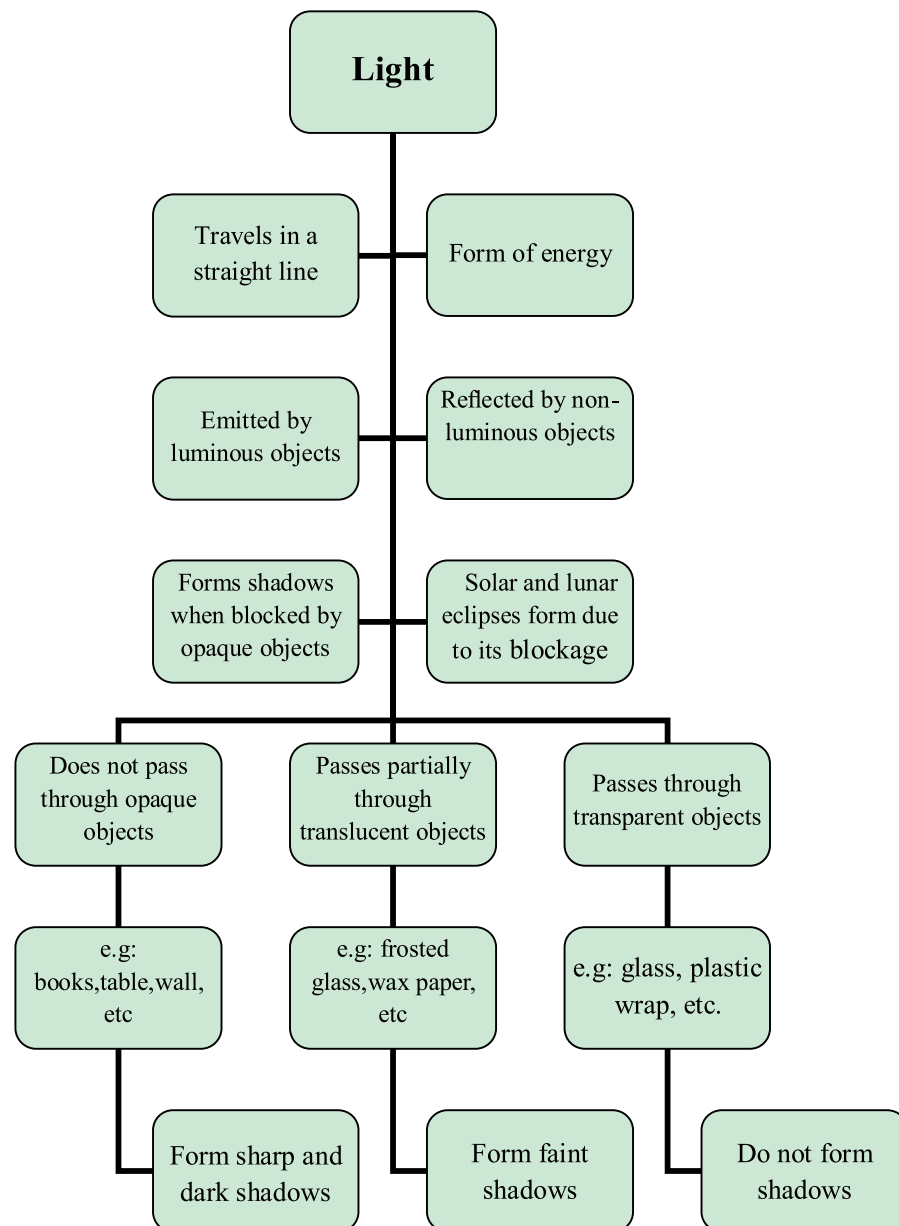 Light
Travels in a
straight line
Form of energy
Emitted by
luminous objects
Reflected by non-
luminous objects
Forms shadows
when blocked by
opaque objects
Solar and lunar
eclipses form due
to its blockage
Does not pass
through opaque
objects
Passes partially
through
translucent objects
Passes through
transparent objects
e.g:
books,table,wall,
etc
e.g: frosted
glass,wax paper,
etc
e.g: glass, plastic
wrap, etc.
Form sharp and
dark shadows
Form faint
shadows
Do not form
shadows